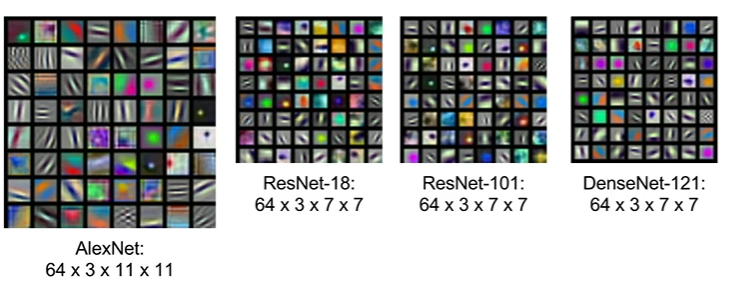 ResNet-18:
64 x 3 x 7 x 7
ResNet-101:
64 x 3 x 7 x 7
DenseNet-121:
64 x 3 x 7 x 7
AlexNet:
64 x 3 x 11 x 11